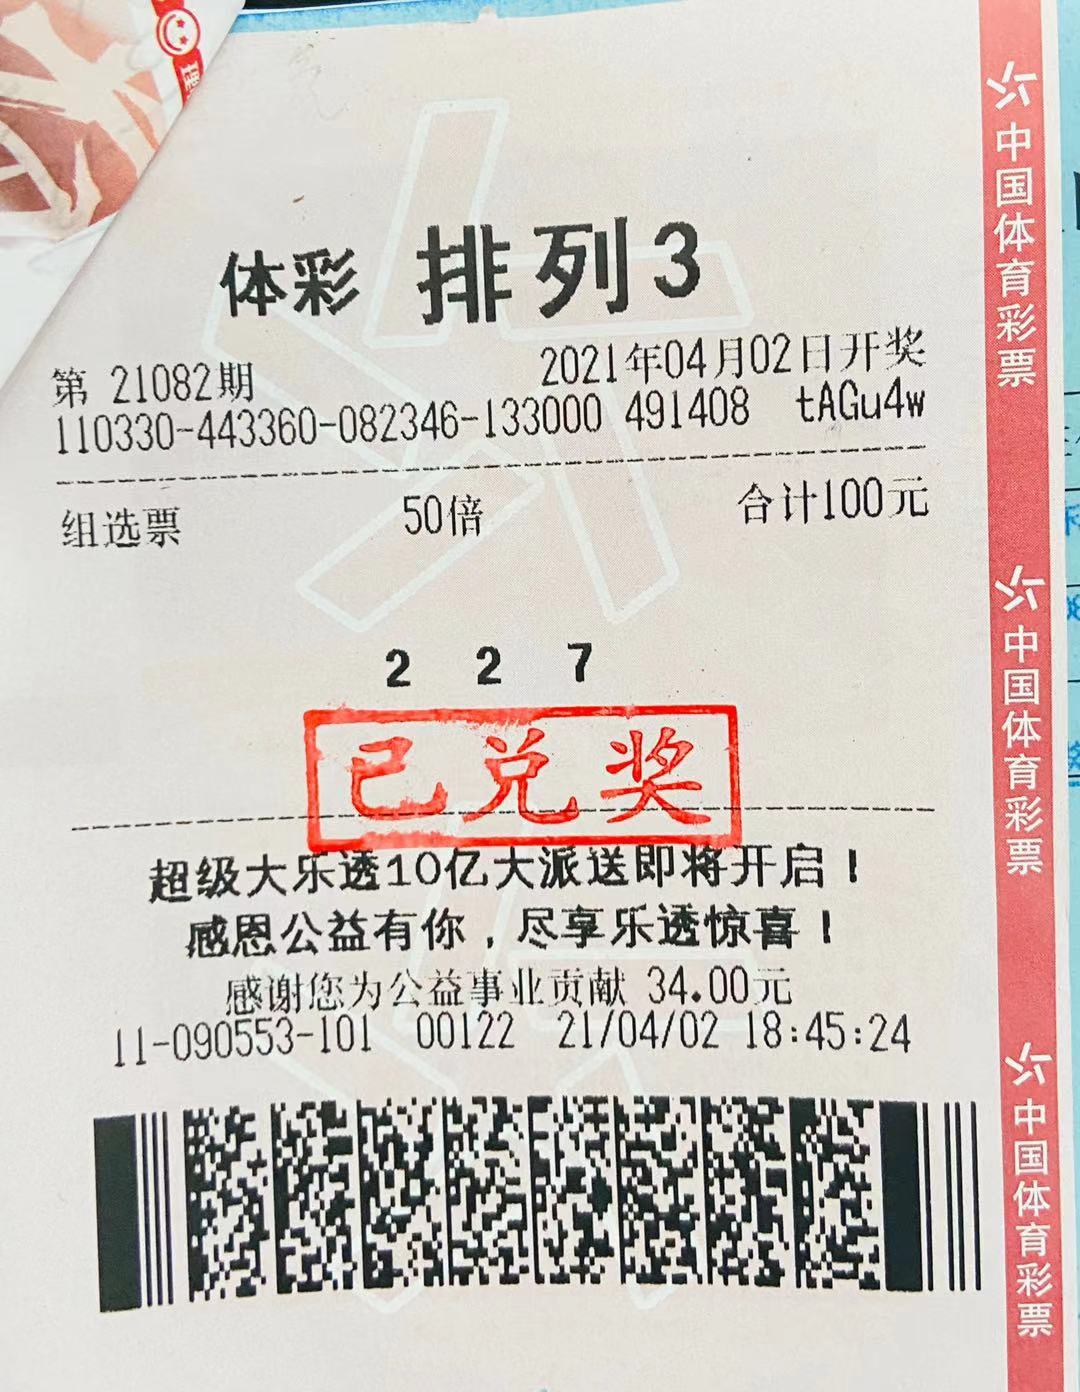 体彩 排列3
第 21082期 2021年04月02日开奖
110330-443360-082346-133000 491408 tAGu4w
组选票 50倍 合计100元
2 2 7
已兑奖
超级大乐透10亿大派送即将开启！
感恩公益有你，尽享乐透惊喜！
感谢您为公益事业贡献 34.00元
11-090553-101 00122 21/04/02 18:45:24
中国体育彩票
中国体育彩票
中国体育彩票